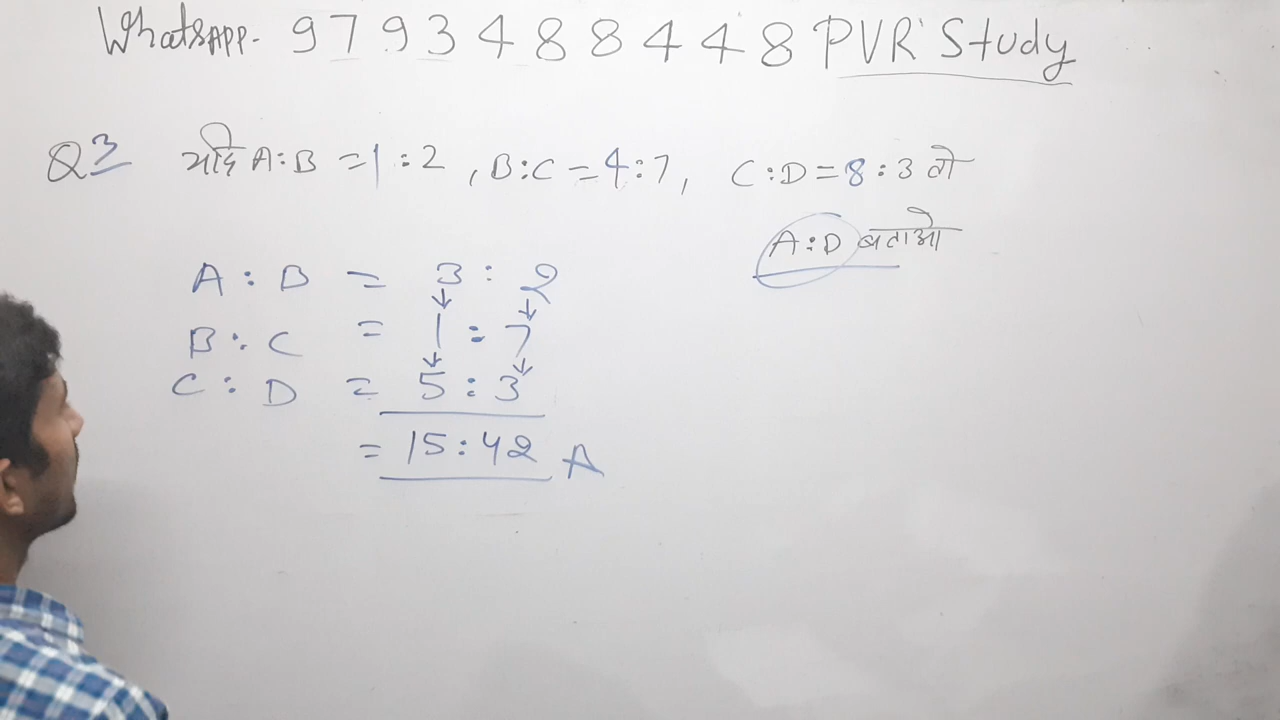 WhatsAPP- 9793488448 PVR Study
Q3 यदि A:B =1:2, B:C =4:7, C:D=8:3 तो
A:D बताओ
A:B = 3:2
B:C = 1:7
C:D = 5:3
= 15:42 A